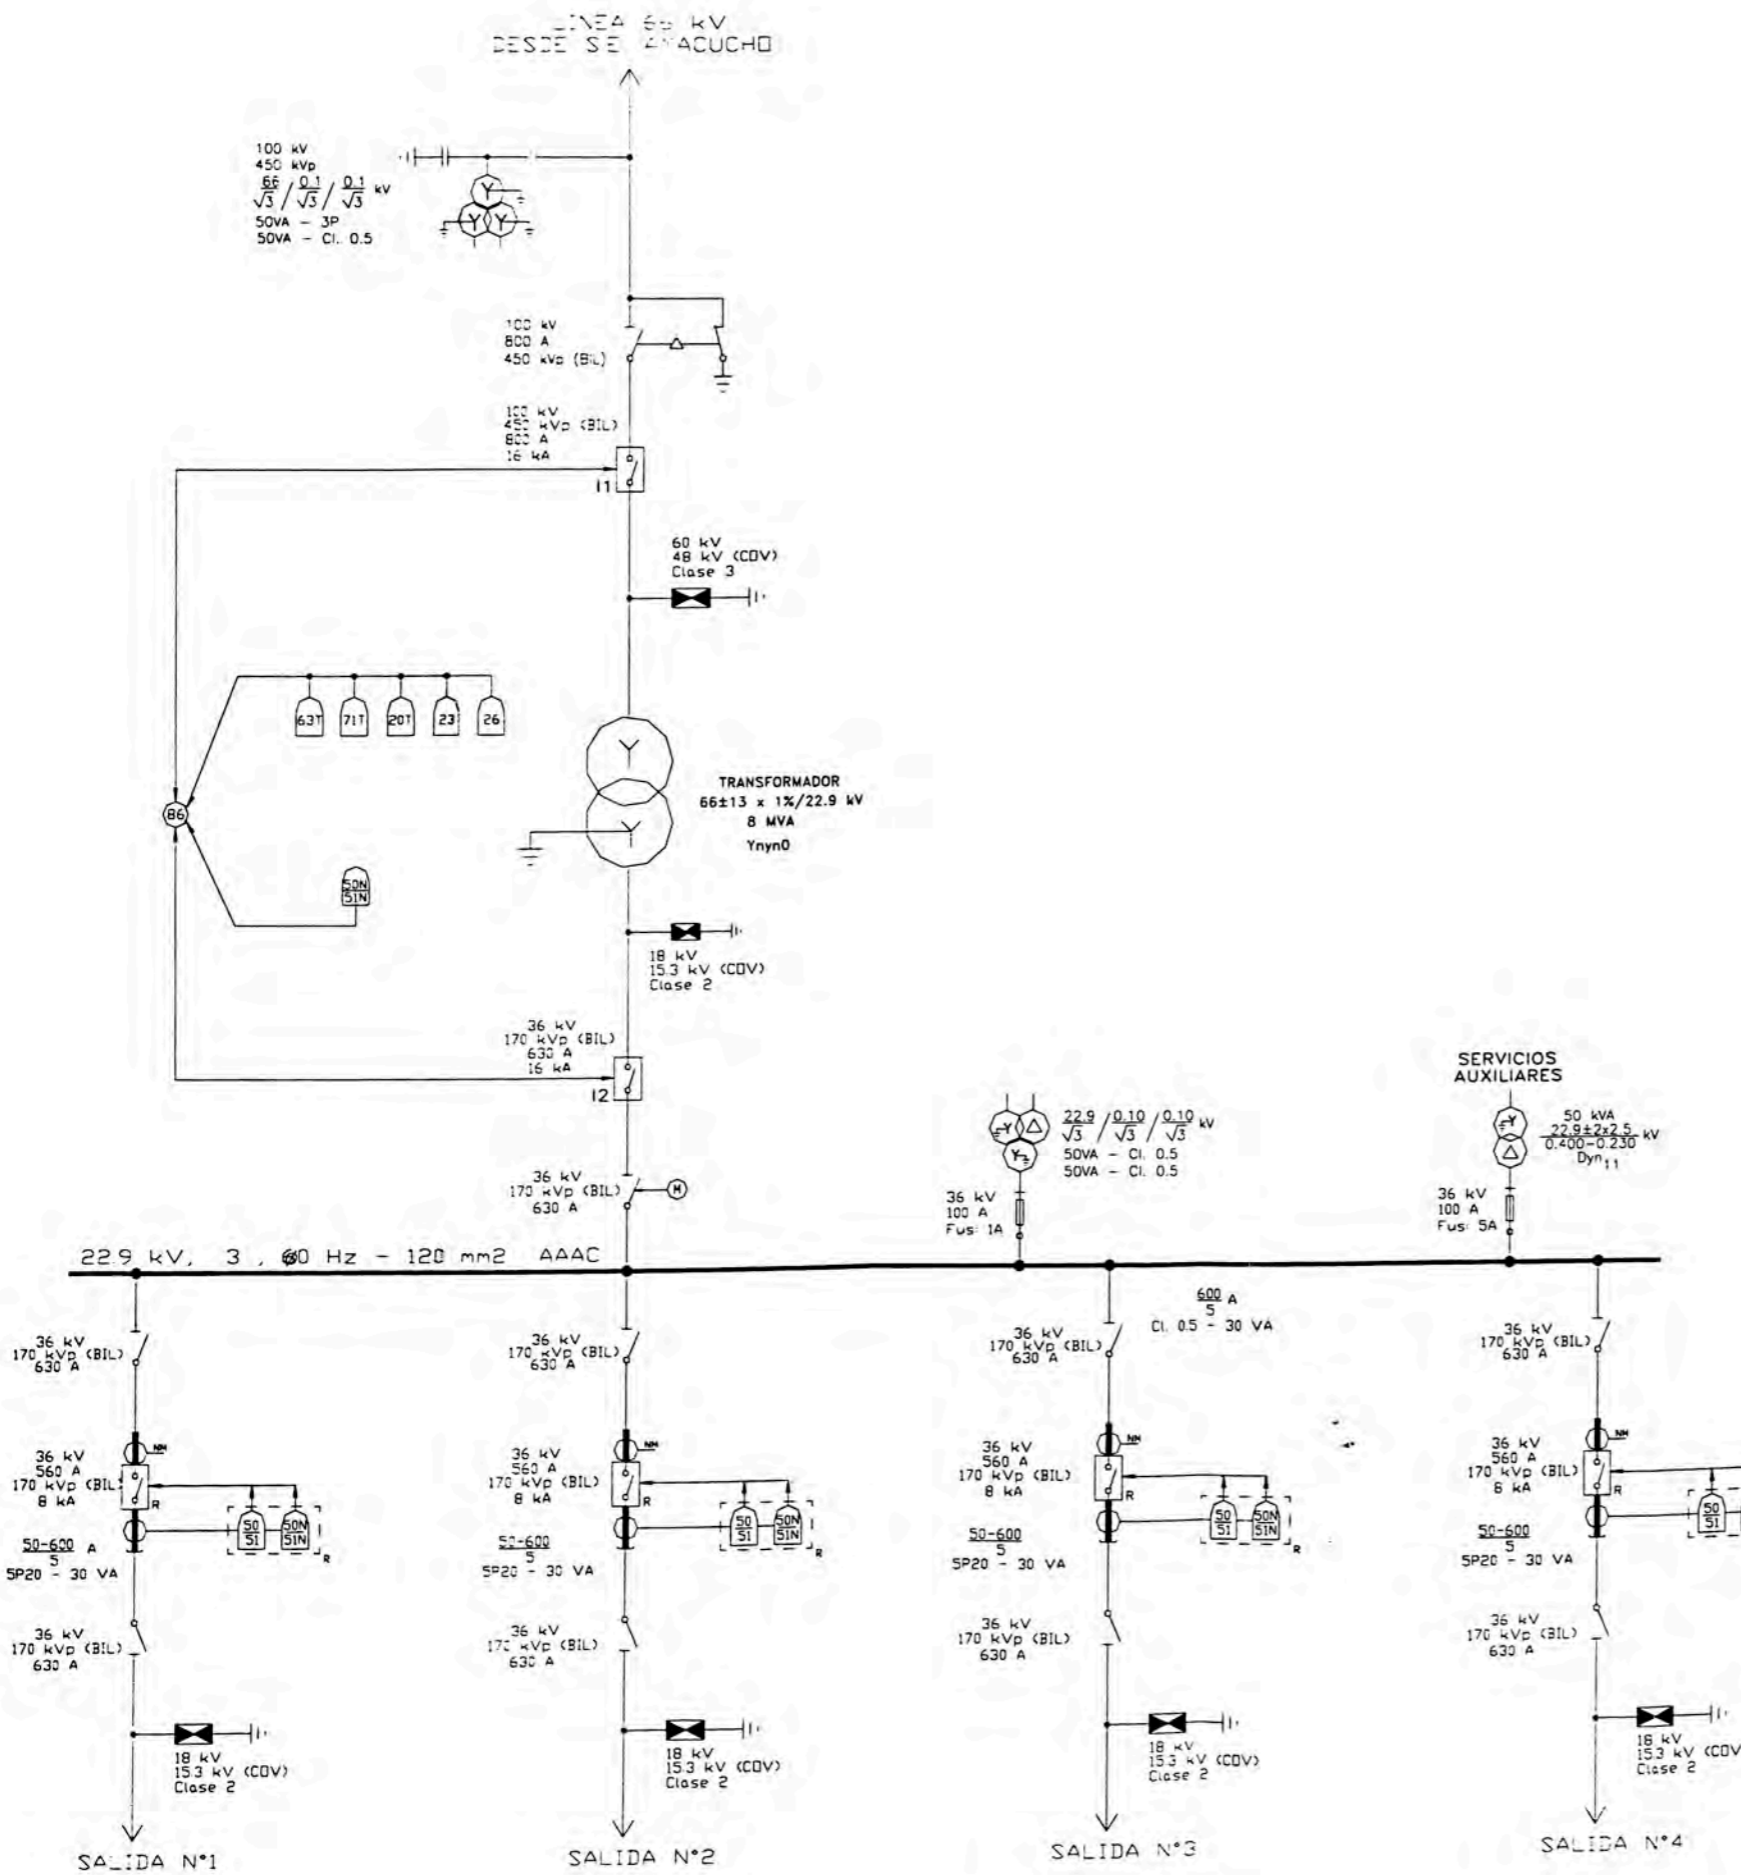 LINEA 66 kV
DESDE SE AYACUCHO
100 kV
450 kVp
66/√3 / 0.1/√3 / 0.1/√3 kV
50VA - 3P
50VA - Cl. 0.5
100 kV
800 A
450 kVp (BIL)
100 kV
450 kVp (BIL)
800 A
16 kA
I1
60 kV
48 kV (COV)
Clase 3
63T
71T
20T
23
26
TRANSFORMADOR
66±13 x 1%/22.9 kV
8 MVA
Ynyn0
86
50N
51N
18 kV
15.3 kV (COV)
Clase 2
36 kV
170 kVp (BIL)
630 A
16 kA
I2
36 kV
170 kVp (BIL)
630 A
M
22.9/√3 / 0.10/√3 / 0.10/√3 kV
50VA - Cl. 0.5
50VA - Cl. 0.5
36 kV
100 A
Fus: 1A
SERVICIOS
AUXILIARES
50 kVA
22.9±2x2.5
0.400-0.230 kV
Dyn11
36 kV
100 A
Fus: 5A
22.9 kV, 3 , 60 Hz - 120 mm2 AAAC
600/5 A
Cl. 0.5 - 30 VA
36 kV
170 kVp (BIL)
630 A
NM
36 kV
560 A
170 kVp (BIL)
8 kA
R
50
51
50N
51N
R
50-600/5 A
5P20 - 30 VA
36 kV
170 kVp (BIL)
630 A
18 kV
15.3 kV (COV)
Clase 2
SALIDA N°1
36 kV
170 kVp (BIL)
630 A
NM
36 kV
560 A
170 kVp (BIL)
8 kA
R
50
51
50N
51N
R
50-600/5
5P20 - 30 VA
36 kV
170 kVp (BIL)
630 A
18 kV
15.3 kV (COV)
Clase 2
SALIDA N°2
36 kV
170 kVp (BIL)
630 A
NM
36 kV
560 A
170 kVp (BIL)
8 kA
R
50
51
50N
51N
R
50-600/5
5P20 - 30 VA
36 kV
170 kVp (BIL)
630 A
18 kV
15.3 kV (COV)
Clase 2
SALIDA N°3
36 kV
170 kVp (BIL)
630 A
NM
36 kV
560 A
170 kVp (BIL)
8 kA
R
50
51
50-600/5
5P20 - 30 VA
36 kV
170 kVp (BIL)
630 A
18 kV
15.3 kV (COV
Clase 2
SALIDA N°4